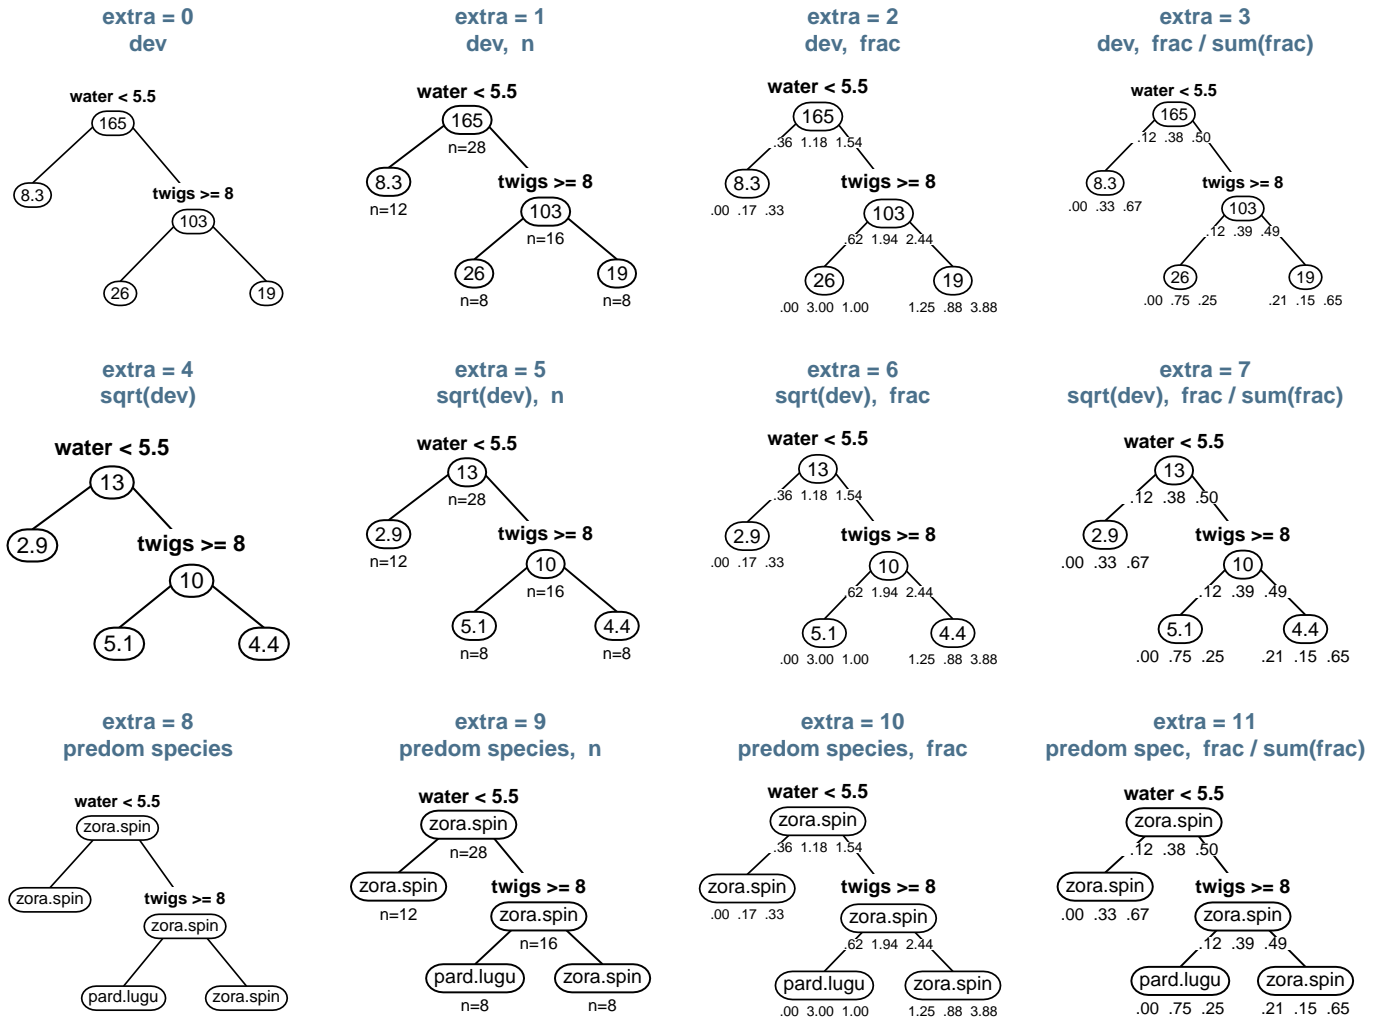 extra = 0
dev
water < 5.5
165
8.3
twigs >= 8
103
26
19
extra = 1
dev, n
water < 5.5
165
n=28
8.3
n=12
twigs >= 8
103
n=16
26
19
n=8
n=8
extra = 2
dev, frac
water < 5.5
165
.36 1.18 1.54
8.3
.00 .17 .33
twigs >= 8
103
.62 1.94 2.44
26
19
.00 3.00 1.00
1.25 .88 3.88
extra = 3
dev, frac / sum(frac)
water < 5.5
165
.12 .38 .50
8.3
.00 .33 .67
twigs >= 8
103
.12 .39 .49
26
19
.00 .75 .25
.21 .15 .65
extra = 4
sqrt(dev)
water < 5.5
13
2.9
twigs >= 8
10
5.1
4.4
extra = 5
sqrt(dev), n
water < 5.5
13
n=28
2.9
n=12
twigs >= 8
10
n=16
5.1
4.4
n=8
n=8
extra = 6
sqrt(dev), frac
water < 5.5
13
.36 1.18 1.54
2.9
.00 .17 .33
twigs >= 8
10
.62 1.94 2.44
5.1
4.4
.00 3.00 1.00
1.25 .88 3.88
extra = 7
sqrt(dev), frac / sum(frac)
water < 5.5
13
.12 .38 .50
2.9
.00 .33 .67
twigs >= 8
10
.12 .39 .49
5.1
4.4
.00 .75 .25
.21 .15 .65
extra = 8
predom species
water < 5.5
zora.spin
zora.spin
twigs >= 8
zora.spin
pard.lugu
zora.spin
extra = 9
predom species, n
water < 5.5
zora.spin
n=28
zora.spin
n=12
twigs >= 8
zora.spin
n=16
pard.lugu
zora.spin
n=8
n=8
extra = 10
predom species, frac
water < 5.5
zora.spin
.36 1.18 1.54
zora.spin
.00 .17 .33
twigs >= 8
zora.spin
.62 1.94 2.44
pard.lugu
zora.spin
.00 3.00 1.00
1.25 .88 3.88
extra = 11
predom spec, frac / sum(frac)
water < 5.5
zora.spin
.12 .38 .50
zora.spin
.00 .33 .67
twigs >= 8
zora.spin
.12 .39 .49
pard.lugu
zora.spin
.00 .75 .25
.21 .15 .65